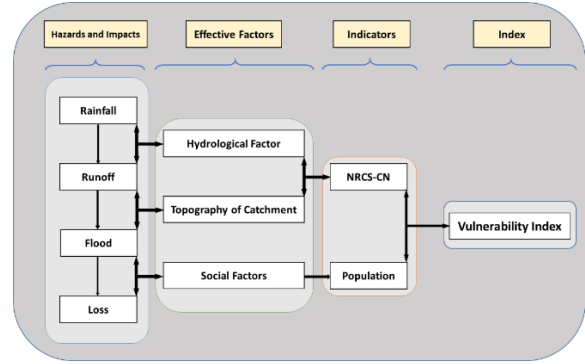 Hazards and Impacts
Effective Factors
Indicators
Index
Rainfall
Hydrological Factor
Runoff
NRCS-CN
Topography of Catchment
Vulnerability Index
Flood
Social Factors
Population
Loss